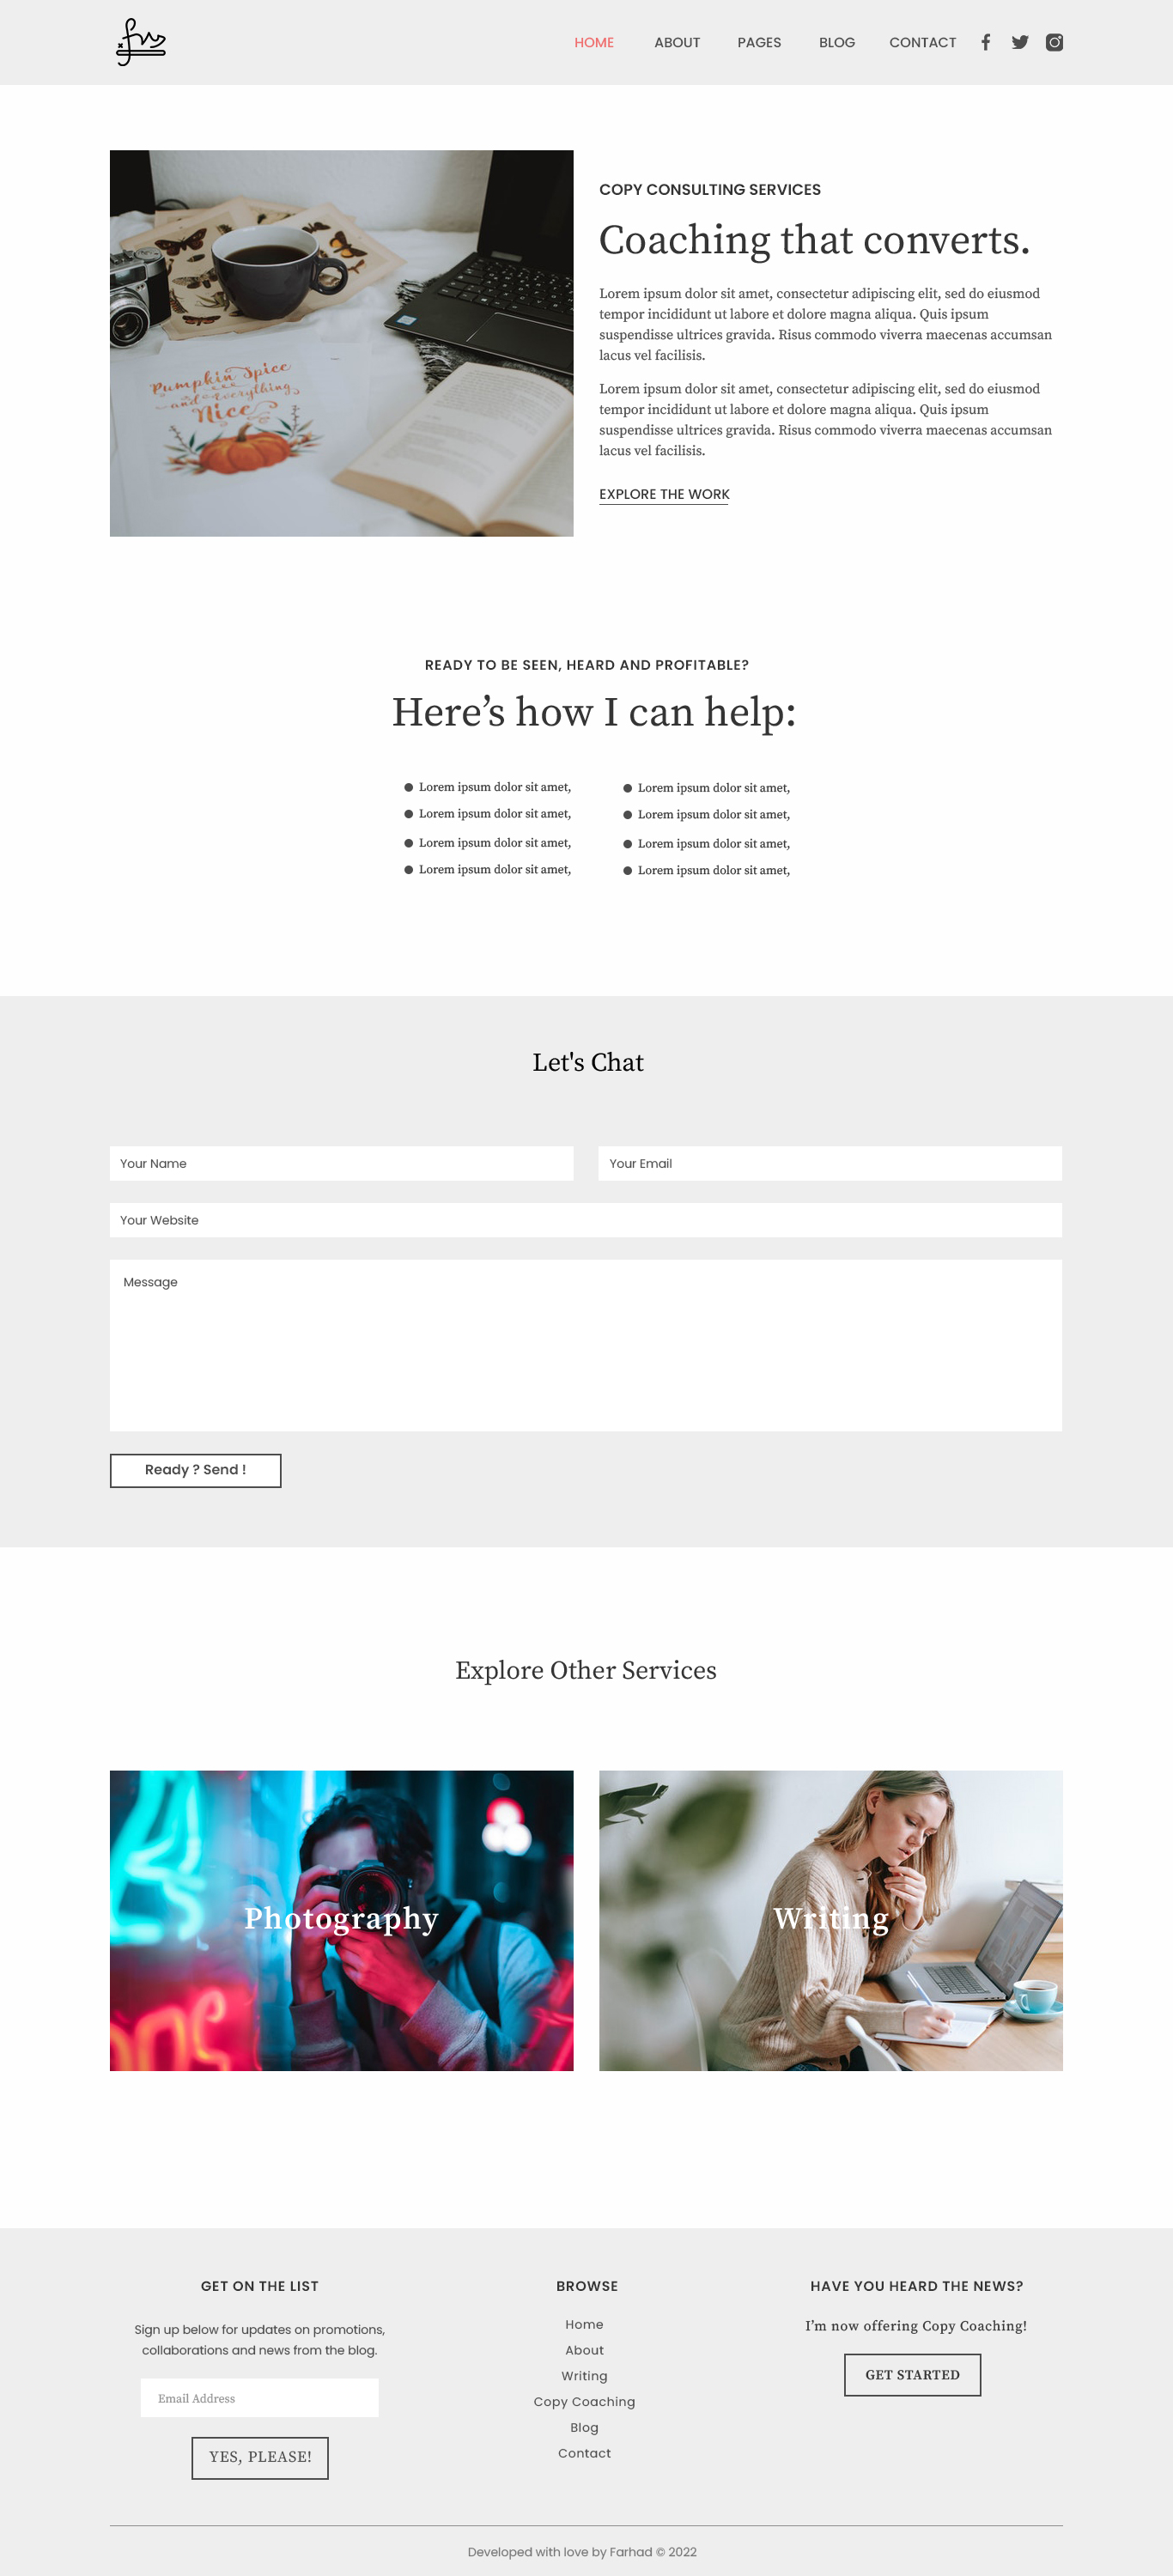 HOME ABOUT PAGES BLOG CONTACT
COPY CONSULTING SERVICES
Coaching that converts.
Lorem ipsum dolor sit amet, consectetur adipiscing elit, sed do eiusmod
tempor incididunt ut labore et dolore magna aliqua. Quis ipsum
suspendisse ultrices gravida. Risus commodo viverra maecenas accumsan
lacus vel facilisis.
Lorem ipsum dolor sit amet, consectetur adipiscing elit, sed do eiusmod
tempor incididunt ut labore et dolore magna aliqua. Quis ipsum
suspendisse ultrices gravida. Risus commodo viverra maecenas accumsan
lacus vel facilisis.
EXPLORE THE WORK
Pumpkin Spice
and everything
Nice
READY TO BE SEEN, HEARD AND PROFITABLE?
Here’s how I can help:
Lorem ipsum dolor sit amet,
Lorem ipsum dolor sit amet,
Lorem ipsum dolor sit amet,
Lorem ipsum dolor sit amet,
Lorem ipsum dolor sit amet,
Lorem ipsum dolor sit amet,
Lorem ipsum dolor sit amet,
Lorem ipsum dolor sit amet,
Let's Chat
Your Name
Your Email
Your Website
Message
Ready ? Send !
Explore Other Services
Photography
Writing
GET ON THE LIST
Sign up below for updates on promotions,
collaborations and news from the blog.
Email Address
YES, PLEASE!
BROWSE
Home
About
Writing
Copy Coaching
Blog
Contact
HAVE YOU HEARD THE NEWS?
I’m now offering Copy Coaching!
GET STARTED
Developed with love by Farhad © 2022